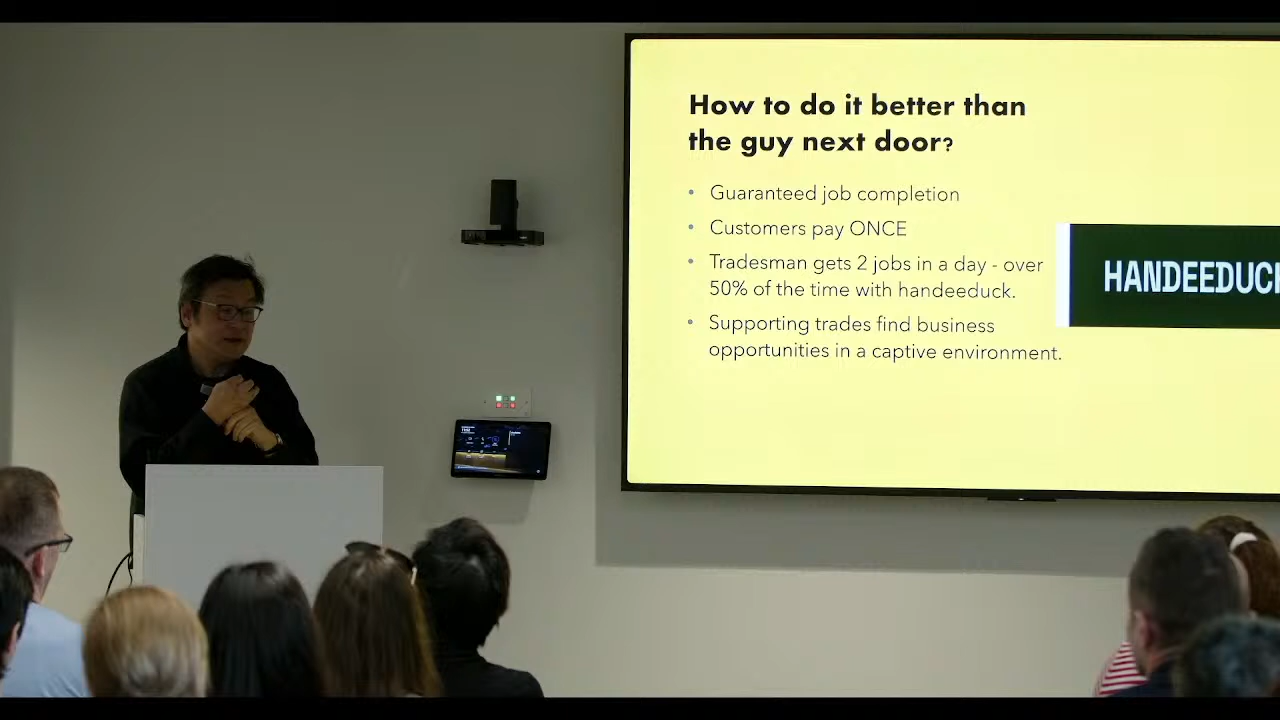 How to do it better than
the guy next door?
• Guaranteed job completion
• Customers pay ONCE
• Tradesman gets 2 jobs in a day - over
50% of the time with handeeduck.
• Supporting trades find business
opportunities in a captive environment.
HANDEEDUCK